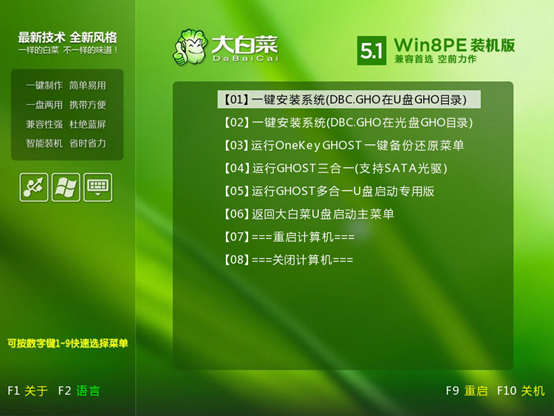 最新技术 全新风格
一样的白菜 不一样的味道!
一键制作 简单易用
一盘两用 携带方便
兼容性强 杜绝蓝屏
智能装机 省时省力
可按数字键1-9快速选择菜单
大白菜
DaBaiCai
5.1 Win8PE装机版
兼容首选 空前力作
【01】一键安装系统(DBC.GHO在U盘GHO目录)
【02】一键安装系统(DBC.GHO在光盘GHO目录)
【03】运行OneKey GHOST一键备份还原菜单
【04】运行GHOST三合一(支持SATA光驱)
【05】运行GHOST多合一U盘启动专用版
【06】返回大白菜U盘启动主菜单
【07】===重启计算机===
【08】===关闭计算机===
F1 关于 F2 语言
F9 重启 F10 关机